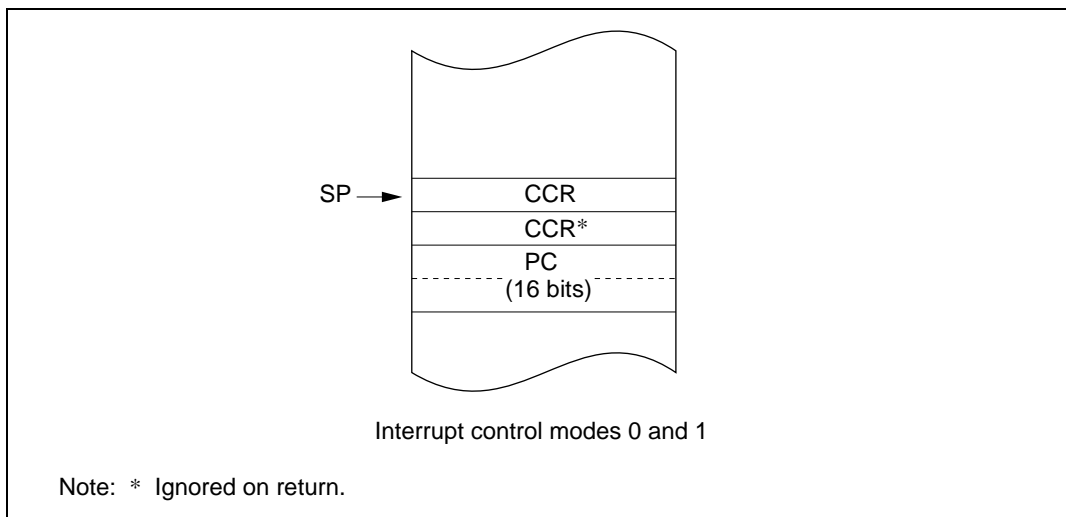 SP
CCR
CCR*
PC
(16 bits)
Interrupt control modes 0 and 1
Note: * Ignored on return.